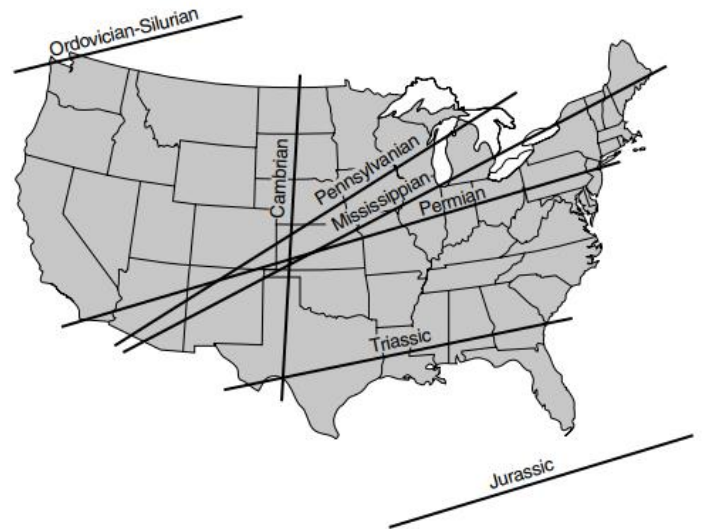 Ordovician-Silurian
Cambrian
Pennsylvanian
Mississippian
Permian
Triassic
Jurassic